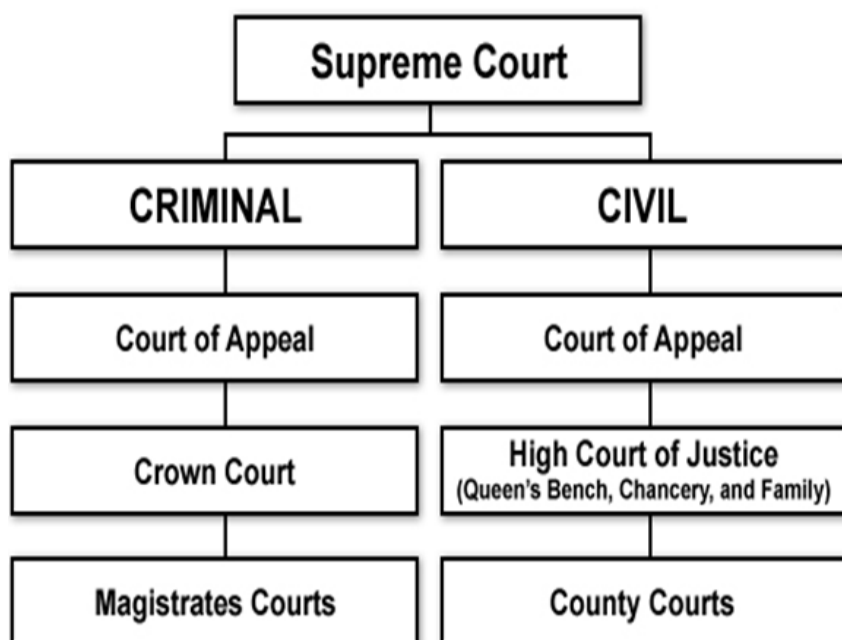 Supreme Court
CRIMINAL
CIVIL
Court of Appeal
Court of Appeal
Crown Court
High Court of Justice
(Queen's Bench, Chancery, and Family)
Magistrates Courts
County Courts